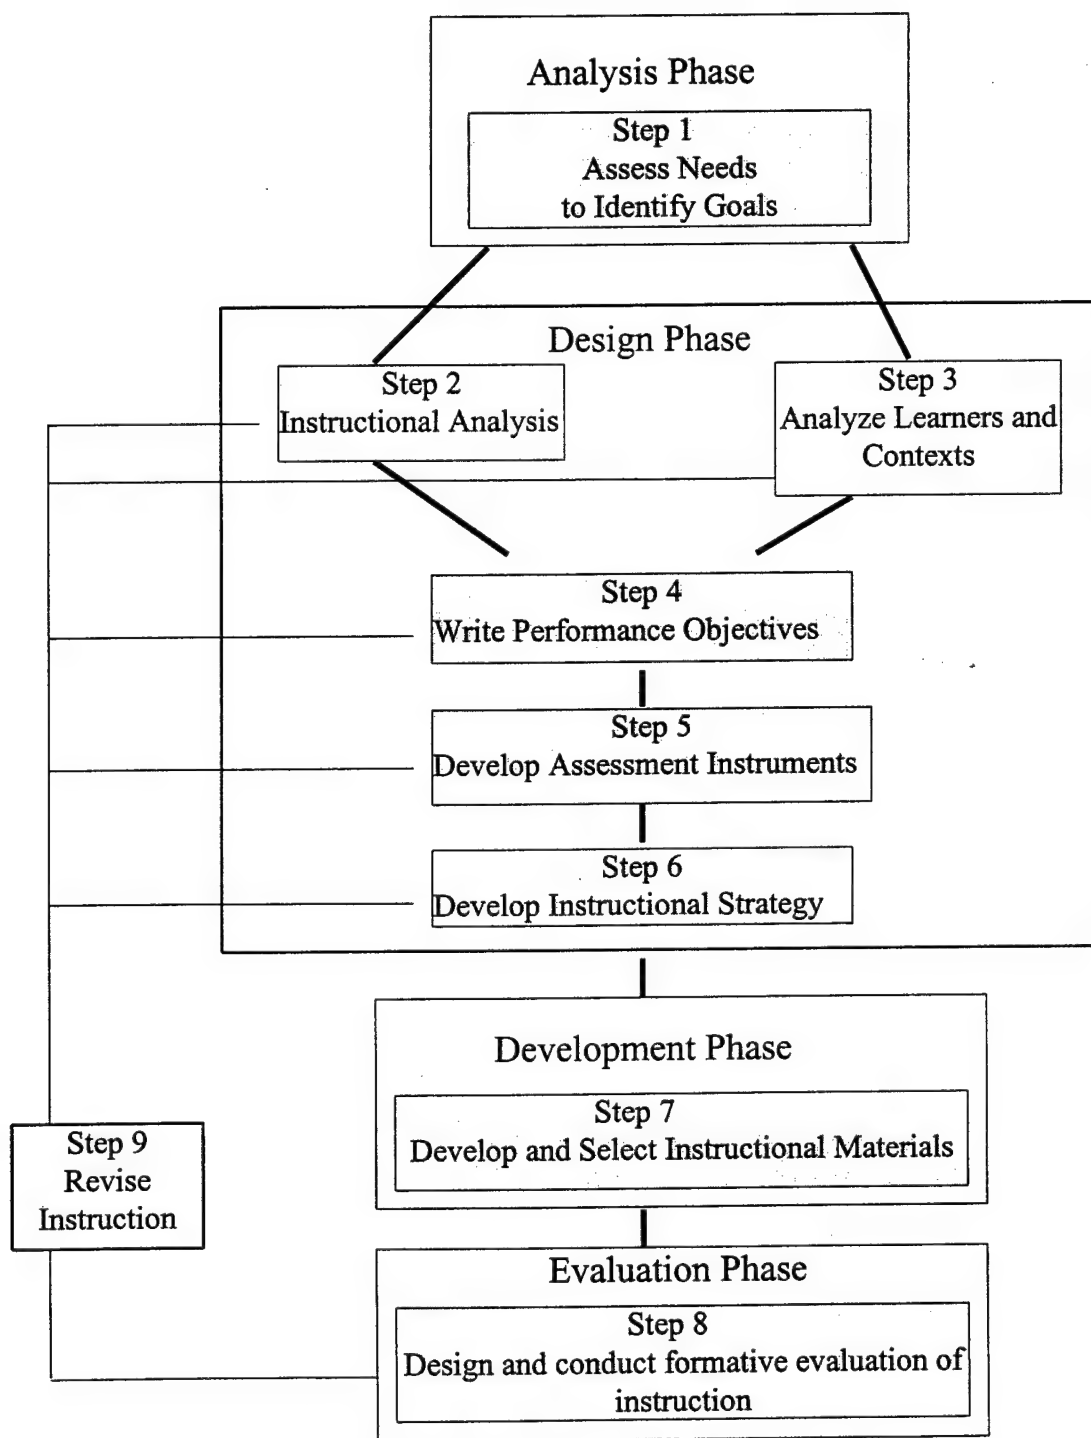 Analysis Phase
Step 1
Assess Needs
to Identify Goals
Design Phase
Step 2
Instructional Analysis
Step 3
Analyze Learners and
Contexts
Step 4
Write Performance Objectives
Step 5
Develop Assessment Instruments
Step 6
Develop Instructional Strategy
Development Phase
Step 7
Develop and Select Instructional Materials
Step 9
Revise
Instruction
Evaluation Phase
Step 8
Design and conduct formative evaluation of
instruction